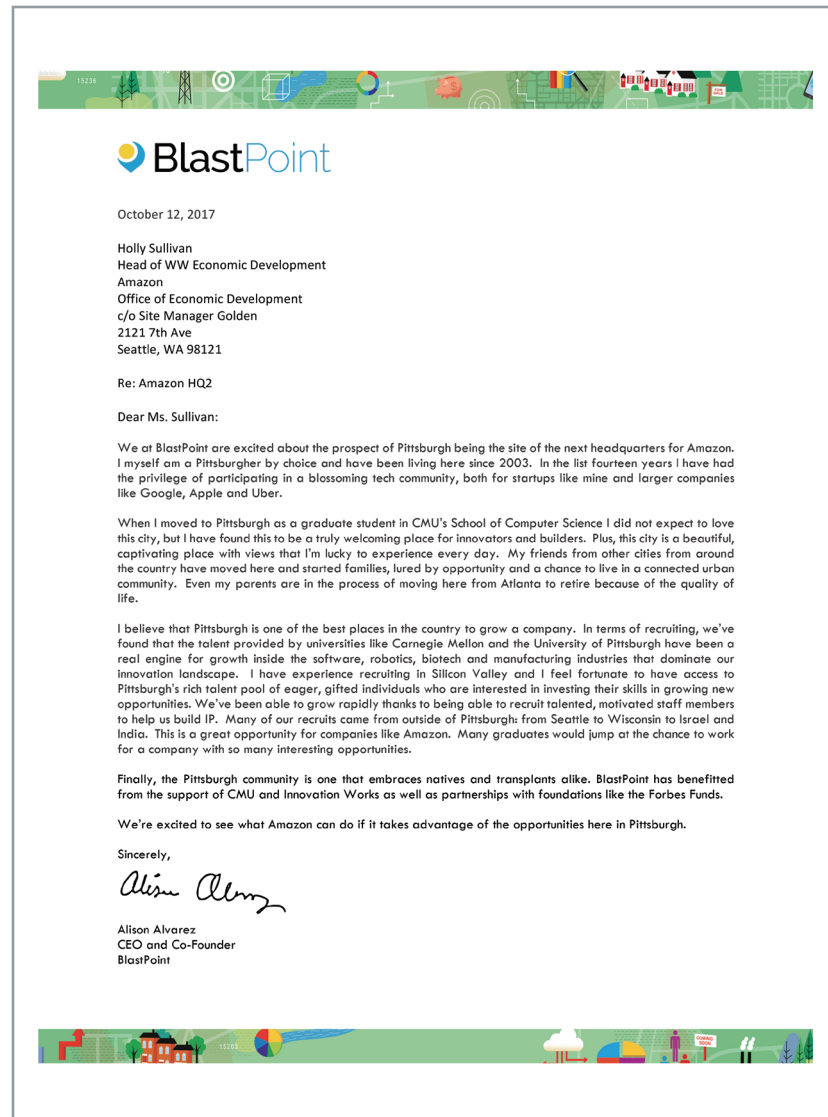 15236
FOR SALE
BlastPoint
October 12, 2017
Holly Sullivan
Head of WW Economic Development
Amazon
Office of Economic Development
c/o Site Manager Golden
2121 7th Ave
Seattle, WA 98121
Re: Amazon HQ2
Dear Ms. Sullivan:
We at BlastPoint are excited about the prospect of Pittsburgh being the site of the next headquarters for Amazon.
I myself am a Pittsburgher by choice and have been living here since 2003. In the list fourteen years I have had
the privilege of participating in a blossoming tech community, both for startups like mine and larger companies
like Google, Apple and Uber.
When I moved to Pittsburgh as a graduate student in CMU's School of Computer Science I did not expect to love
this city, but I have found this to be a truly welcoming place for innovators and builders. Plus, this city is a beautiful,
captivating place with views that I'm lucky to experience every day. My friends from other cities from around
the country have moved here and started families, lured by opportunity and a chance to live in a connected urban
community. Even my parents are in the process of moving here from Atlanta to retire because of the quality of
life.
I believe that Pittsburgh is one of the best places in the country to grow a company. In terms of recruiting, we've
found that the talent provided by universities like Carnegie Mellon and the University of Pittsburgh have been a
real engine for growth inside the software, robotics, biotech and manufacturing industries that dominate our
innovation landscape. I have experience recruiting in Silicon Valley and I feel fortunate to have access to
Pittsburgh's rich talent pool of eager, gifted individuals who are interested in investing their skills in growing new
opportunities. We've been able to grow rapidly thanks to being able to recruit talented, motivated staff members
to help us build IP. Many of our recruits came from outside of Pittsburgh: from Seattle to Wisconsin to Israel and
India. This is a great opportunity for companies like Amazon. Many graduates would jump at the chance to work
for a company with so many interesting opportunities.
Finally, the Pittsburgh community is one that embraces natives and transplants alike. BlastPoint has benefitted
from the support of CMU and Innovation Works as well as partnerships with foundations like the Forbes Funds.
We're excited to see what Amazon can do if it takes advantage of the opportunities here in Pittsburgh.
Sincerely,
Alison Alvarez
CEO and Co-Founder
BlastPoint
15203
COMING SOON